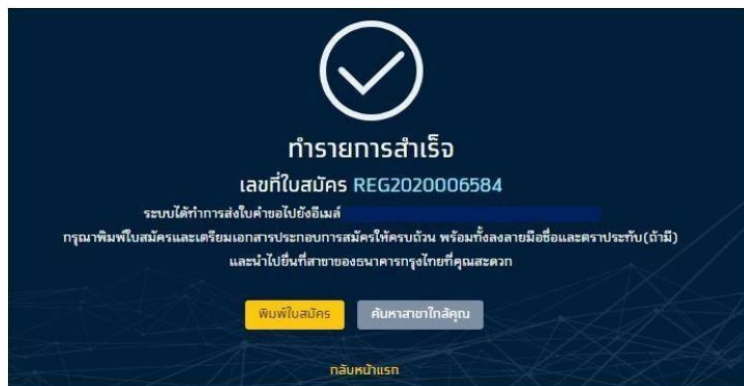 ทำรายการสำเร็จ
เลขที่ใบสมัคร REG2020006584
ระบบได้ทำการส่งใบคำขอไปยังอีเมล์
กรุณาพิมพ์ใบสมัครและเตรียมเอกสารประกอบการสมัครให้ครบถ้วน พร้อมทั้งลงลายมือชื่อและตราประทับ(ถ้ามี)
และนำไปยื่นที่สาขาของธนาคารกรุงไทยที่คุณสะดวก
พิมพ์ใบสมัคร ค้นหาสาขาใกล้คุณ
กลับหน้าแรก